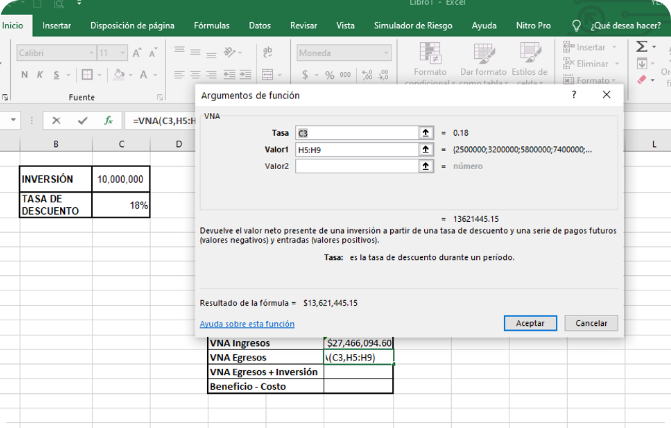 Libro1 - Excel
Inicio Insertar Disposición de página Fórmulas Datos Revisar Vista Simulador de Riesgo Ayuda Nitro Pro ¿Qué desea hacer?
Calibri 11 A A Moneda Insertar
N K S A $ % 000 Formato Dar formato Estilos de Eliminar
condicional como tabla celda Formato
Fuente
=VNA(C3,H5:H
Argumentos de función ? ×
VNA
Tasa C3 = 0.18
Valor1 H5:H9 = {2500000;3200000;5800000;7400000;...
Valor2 = número
= 13621445.15
Devuelve el valor neto presente de una inversión a partir de una tasa de descuento y una serie de pagos futuros
(valores negativos) y entradas (valores positivos).
Tasa: es la tasa de descuento durante un período.
Resultado de la fórmula = $13,621,445.15
Ayuda sobre esta función Aceptar Cancelar
B C D L
INVERSIÓN 10,000,000
TASA DE
DESCUENTO 18%
VNA Ingresos $27,466,094.60
VNA Egresos (C3,H5:H9)
VNA Egresos + Inversión
Beneficio - Costo